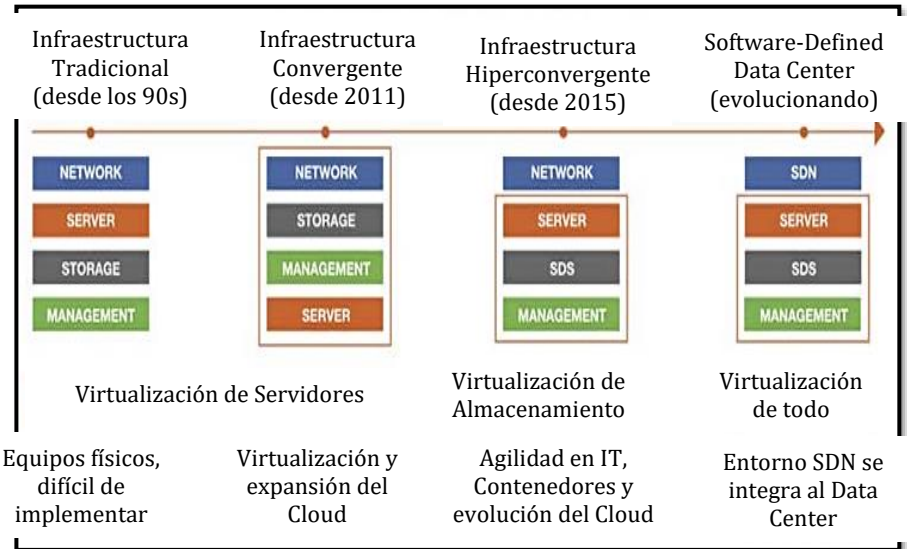 Infraestructura
Tradicional
(desde los 90s)
Infraestructura
Convergente
(desde 2011)
Infraestructura
Hiperconvergente
(desde 2015)
Software-Defined
Data Center
(evolucionando)
NETWORK
SERVER
STORAGE
MANAGEMENT
NETWORK
STORAGE
MANAGEMENT
SERVER
NETWORK
SERVER
SDS
MANAGEMENT
SDN
SERVER
SDS
MANAGEMENT
Virtualización de Servidores
Virtualización de
Almacenamiento
Virtualización
de todo
Equipos físicos,
difícil de
implementar
Virtualización y
expansión del
Cloud
Agilidad en IT,
Contenedores y
evolución del Cloud
Entorno SDN se
integra al Data
Center